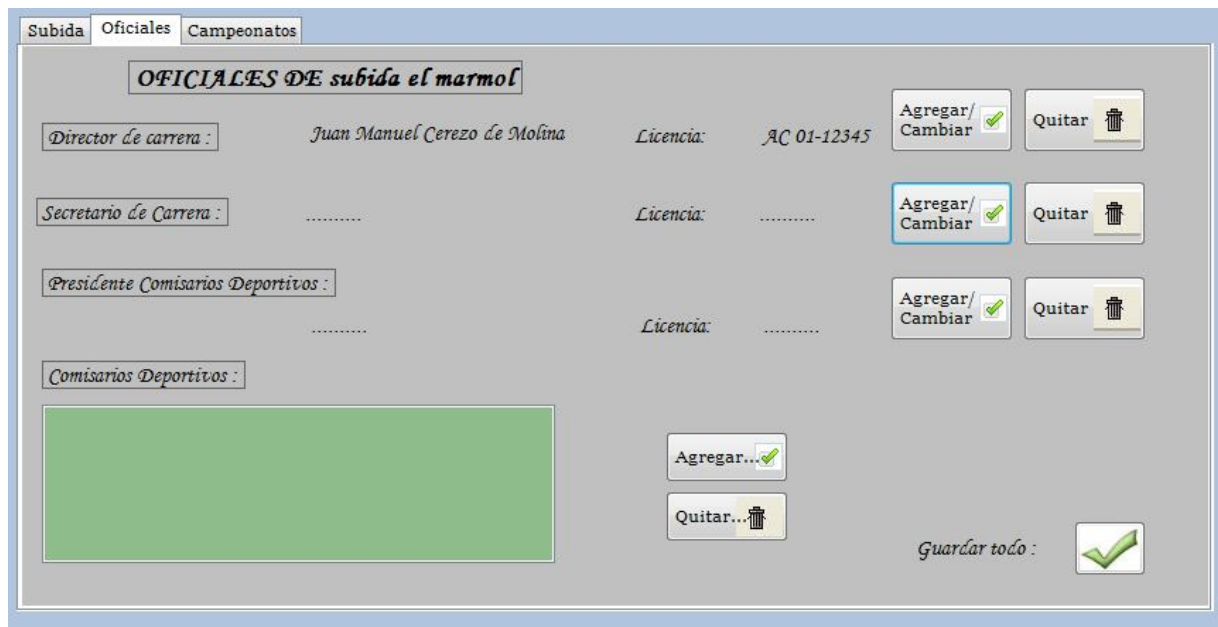 Subida Oficiales Campeonatos
OFICIALES DE subida el marmol
Director de carrera : Juan Manuel Cerezo de Molina Licencia: AC 01-12345 Agregar/ Cambiar Quitar
Secretario de Carrera : .......... Licencia: .......... Agregar/ Cambiar Quitar
Presidente Comisarios Deportivos :
.......... Licencia: .......... Agregar/ Cambiar Quitar
Comisarios Deportivos :
Agregar...
Quitar...
Guardar todo :